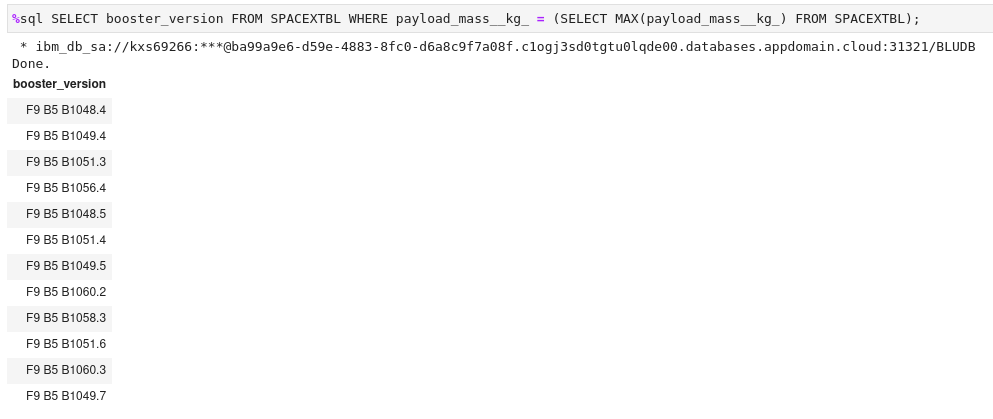 %sql SELECT booster_version FROM SPACEXTBL WHERE payload_mass__kg_ = (SELECT MAX(payload_mass__kg_) FROM SPACEXTBL);
* ibm_db_sa://kxs69266:***@ba99a9e6-d59e-4883-8fc0-d6a8c9f7a08f.c1ogj3sd0tgtu0lqde00.databases.appdomain.cloud:31321/BLUDB
Done.
booster_version
F9 B5 B1048.4
F9 B5 B1049.4
F9 B5 B1051.3
F9 B5 B1056.4
F9 B5 B1048.5
F9 B5 B1051.4
F9 B5 B1049.5
F9 B5 B1060.2
F9 B5 B1058.3
F9 B5 B1051.6
F9 B5 B1060.3
F9 B5 B1049.7